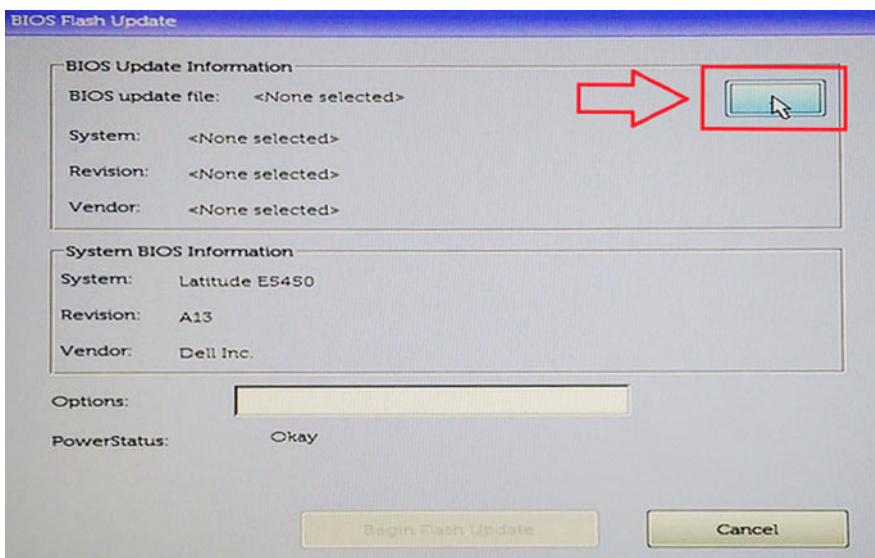 BIOS Flash Update
BIOS Update Information
BIOS update file: <None selected>
System: <None selected>
Revision: <None selected>
Vendor: <None selected>
System BIOS Information
System: Latitude E5450
Revision: A13
Vendor: Dell Inc.
Options:
PowerStatus: Okay
Begin Flash Update Cancel